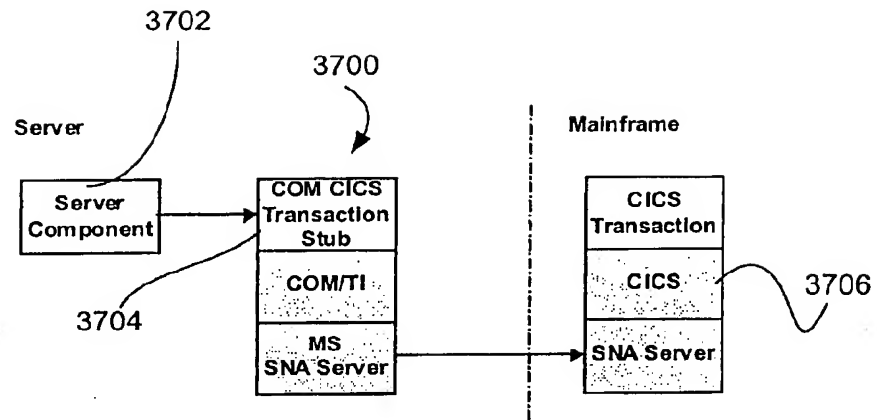 3702
3700
Server
Mainframe
Server
Component
COM CICS
Transaction
Stub
COM/TI
MS
SNA Server
3704
CICS
Transaction
CICS
SNA Server
3706